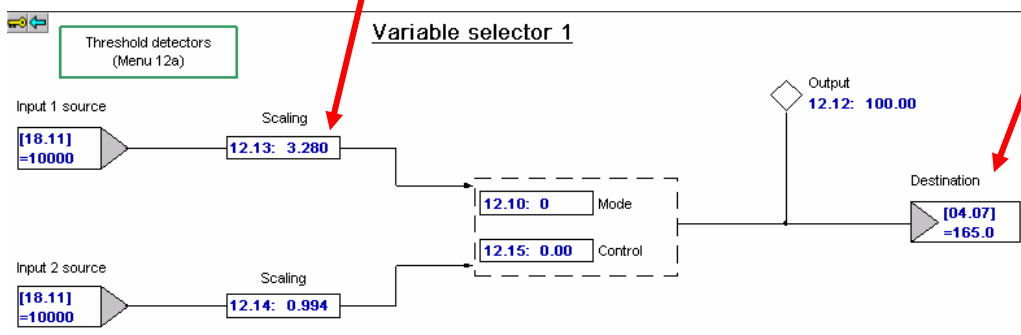 Variable selector 1
Threshold detectors
(Menu 12a)
Input 1 source
[18.11]
=10000
Scaling
12.13: 3.280
12.10: 0
Mode
12.15: 0.00
Control
Output
12.12: 100.00
Destination
[04.07]
=165.0
Input 2 source
[18.11]
=10000
Scaling
12.14: 0.994